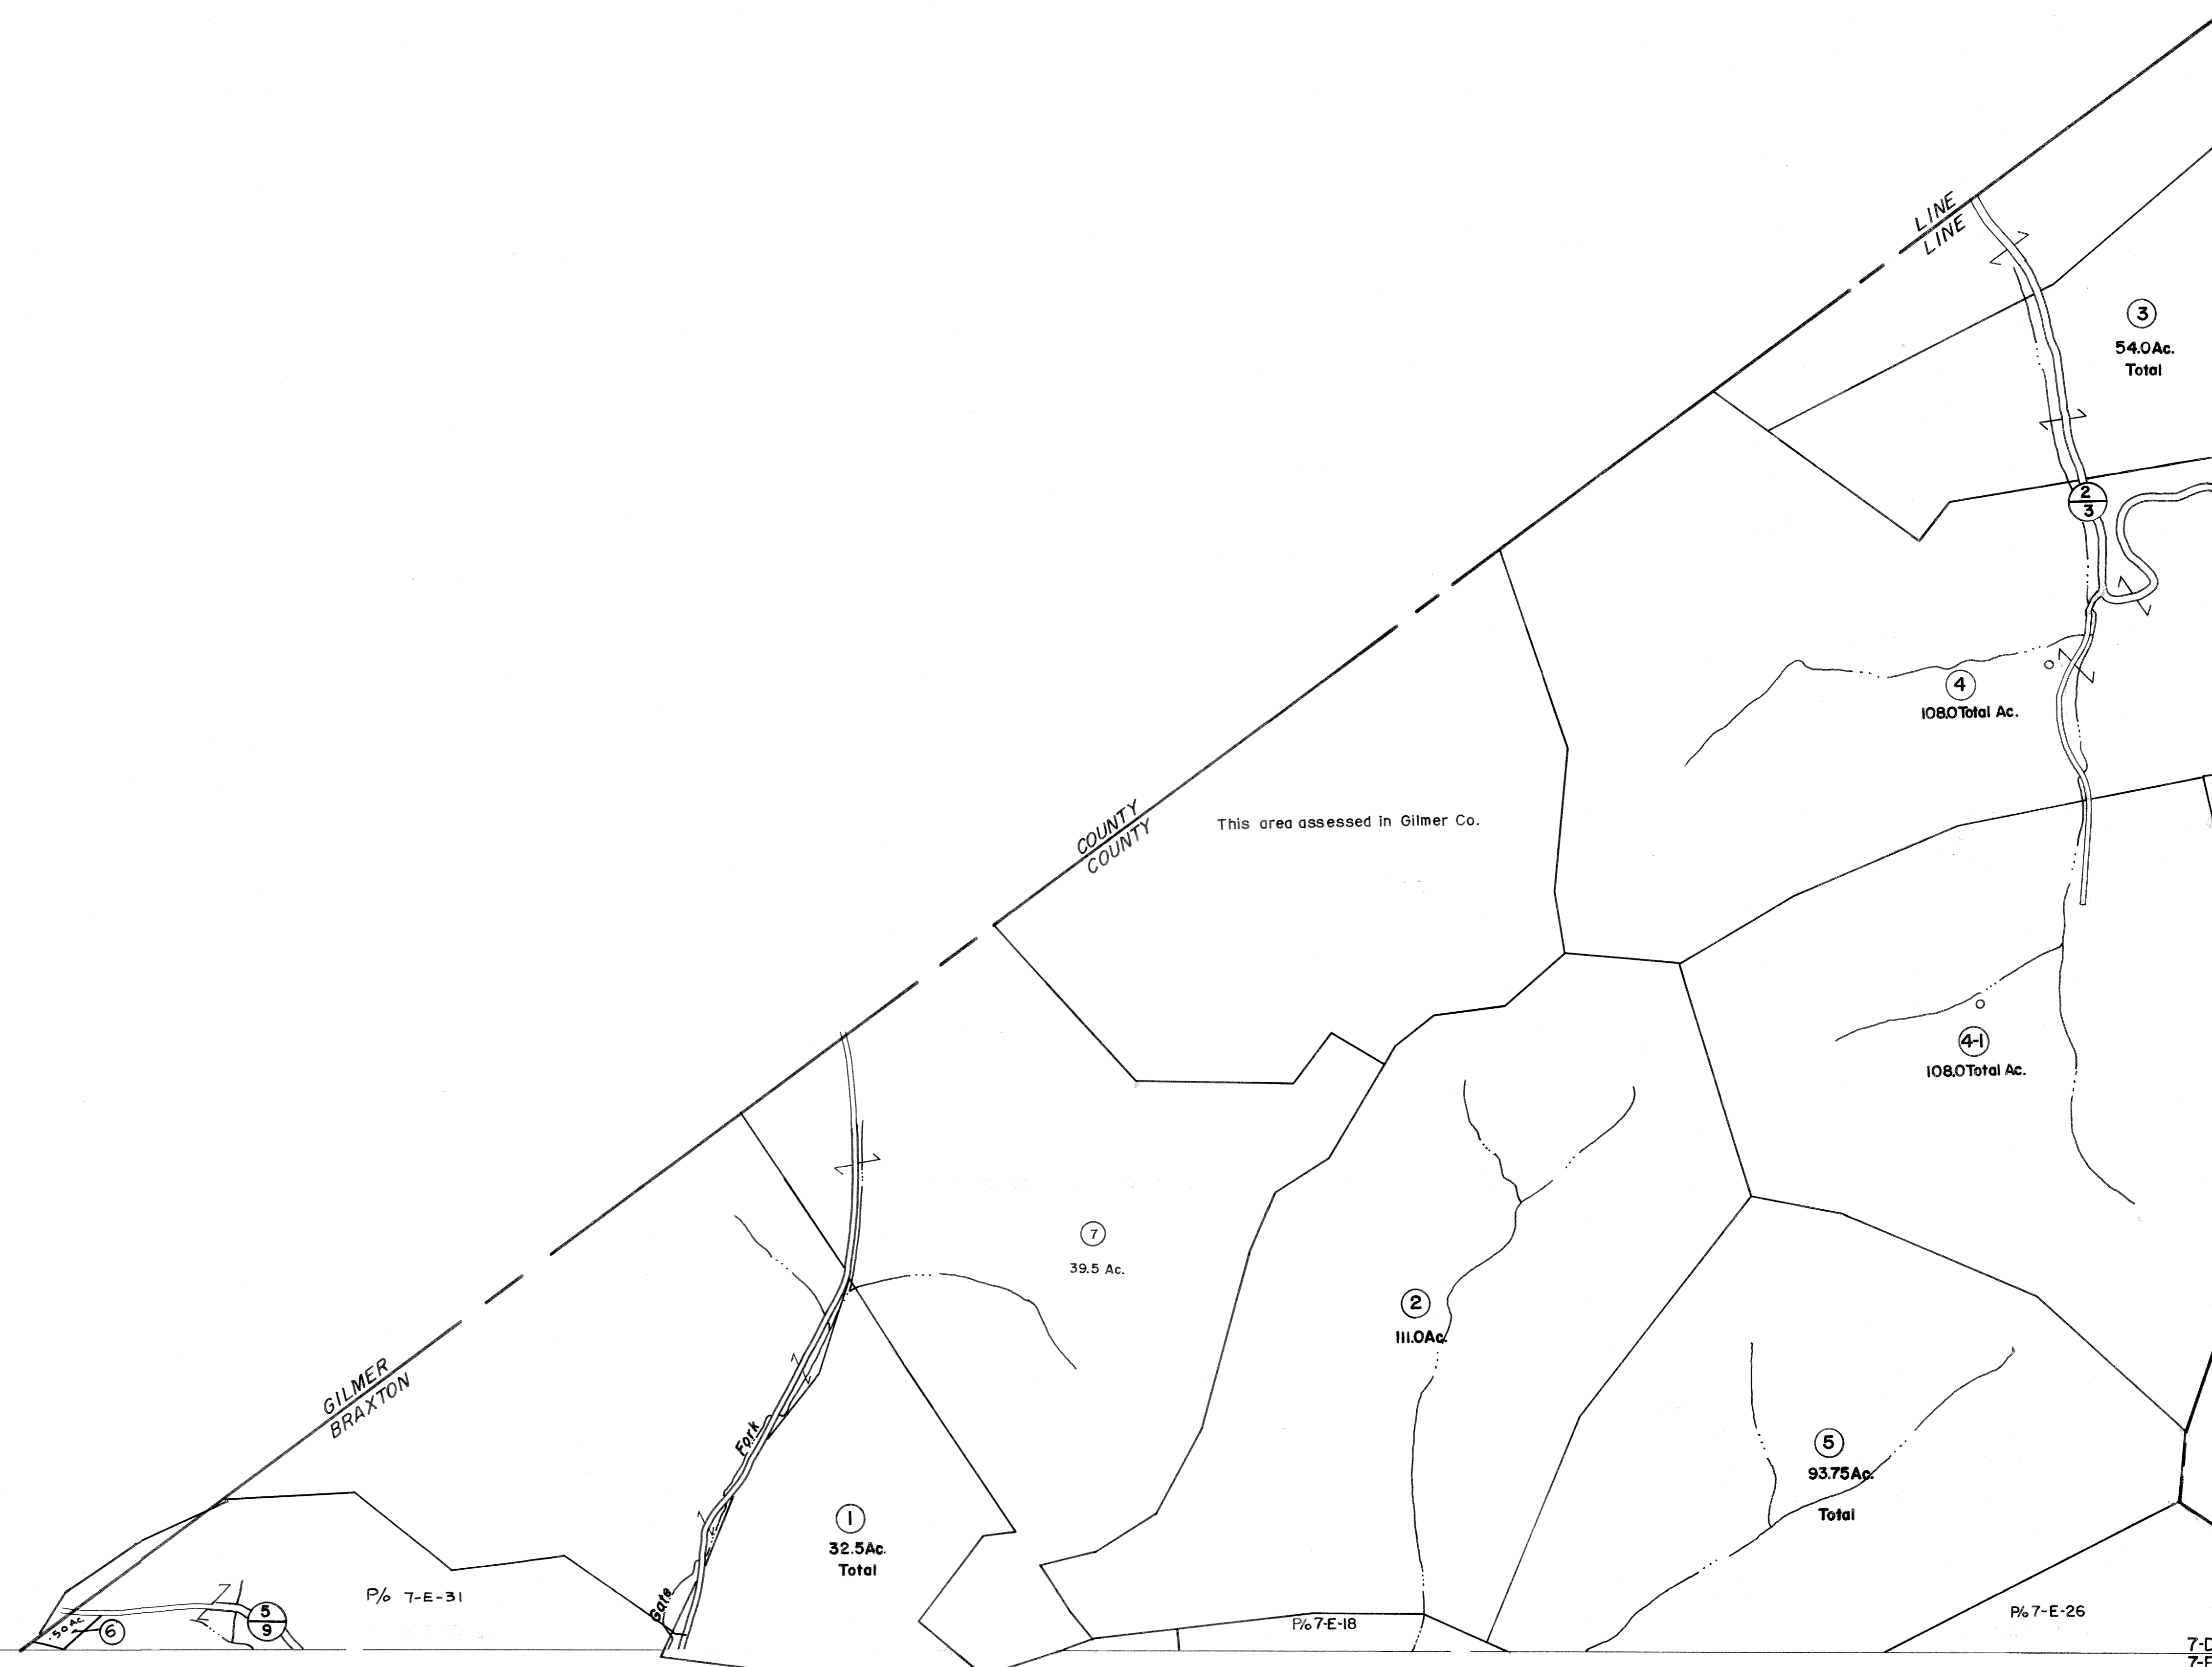 LINE
LINE
3
54.0Ac.
Total
2
3
4
108.0Total Ac.
COUNTY
COUNTY
This area assessed in Gilmer Co.
4-1
108.0Total Ac.
7
39.5 Ac.
2
111.0Ac.
GILMER
BRAXTON
Fork
5
93.75Ac.
Total
1
32.5Ac.
Total
Gate
P/o 7-E-31
5
9
.50 Ac.
6
P/o 7-E-18
P/o 7-E-26